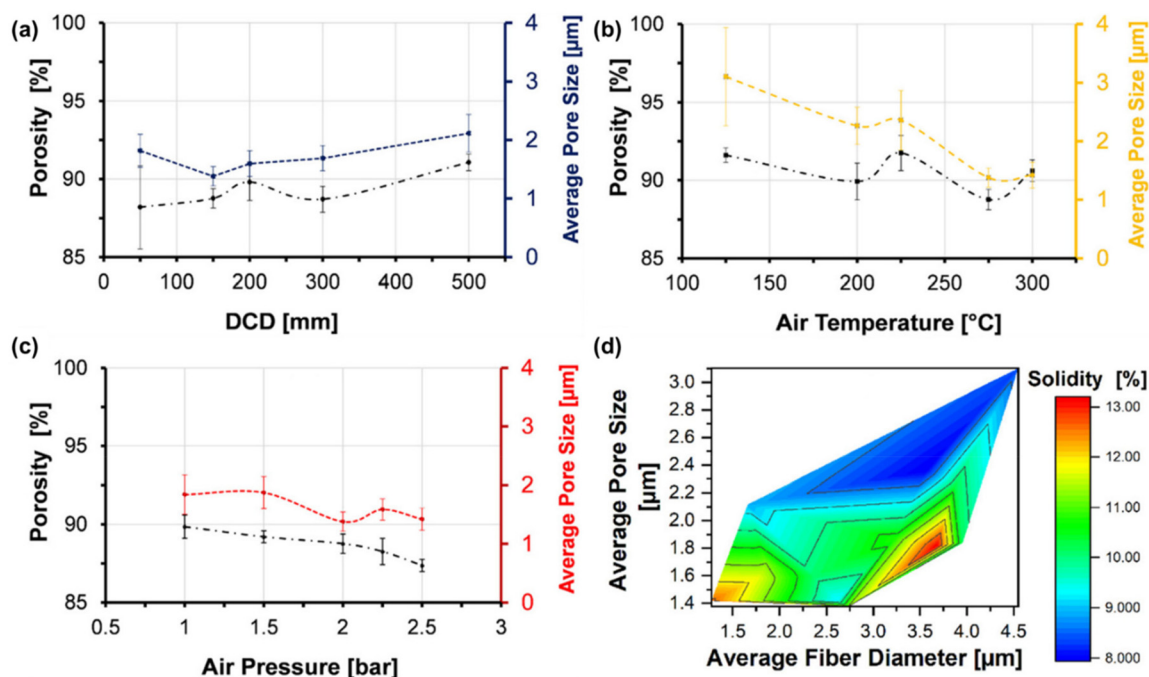 (a)
100
95
90
85
Porosity [%]
4
3
2
1
0
Average Pore Size [µm]
0 100 200 300 400 500
DCD [mm]
(b)
100
95
90
85
Porosity [%]
4
3
2
1
0
Average Pore Size [µm]
100 150 200 250 300
Air Temperature [°C]
(c)
100
95
90
85
Porosity [%]
4
3
2
1
0
Average Pore Size [µm]
0.5 1 1.5 2 2.5 3
Air Pressure [bar]
(d)
3.0
2.8
2.6
2.4
2.2
2.0
1.8
1.6
1.4
Average Pore Size
[µm]
1.5 2.0 2.5 3.0 3.5 4.0 4.5
Average Fiber Diameter [µm]
Solidity [%]
13.00
12.00
11.00
10.00
9.000
8.000